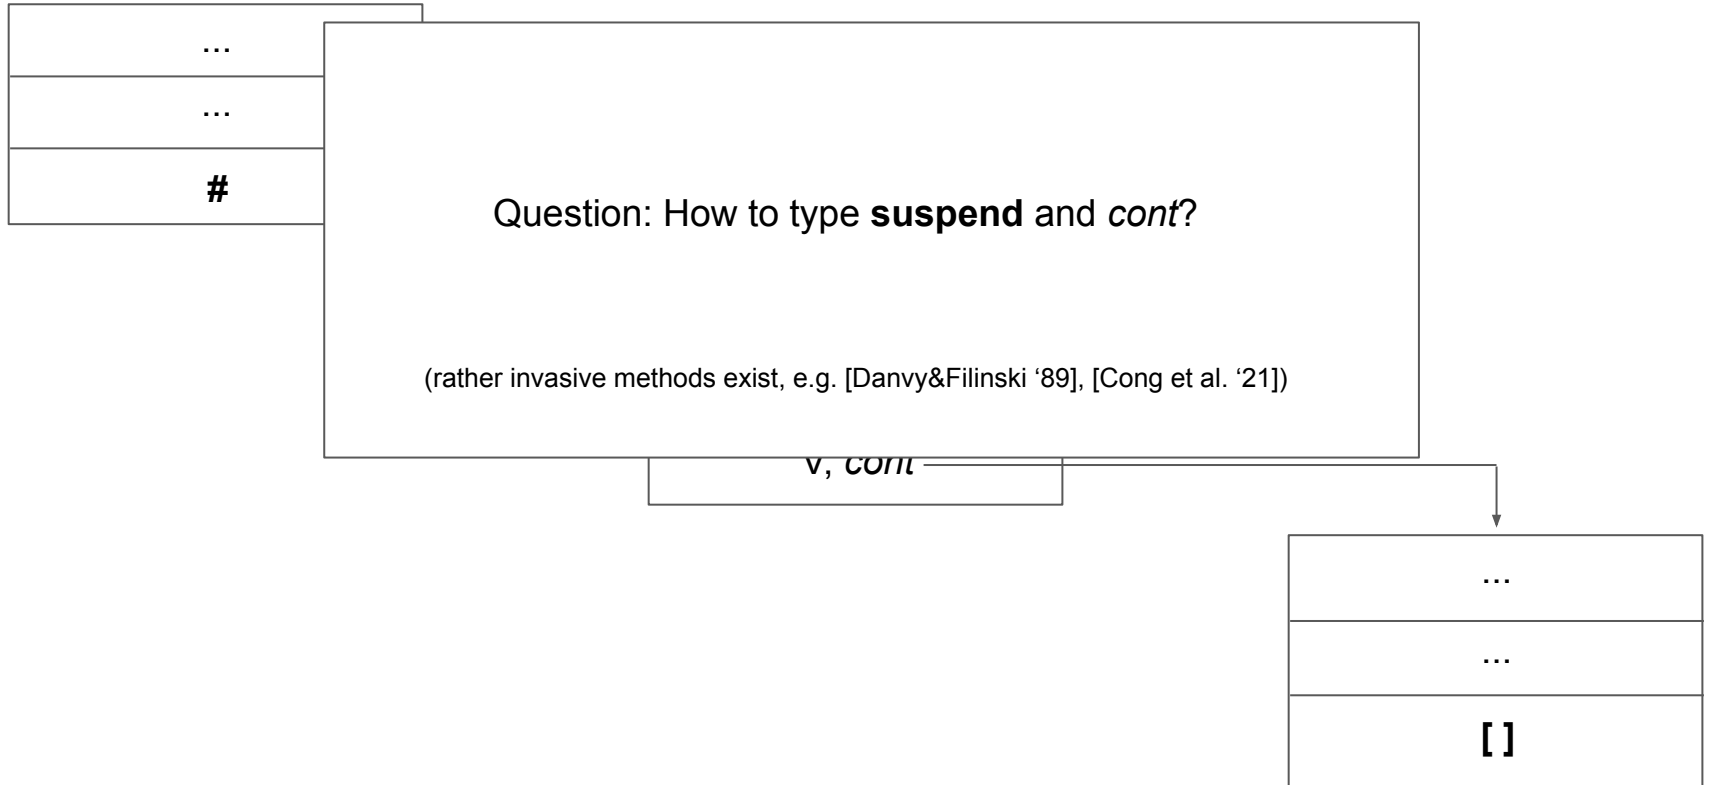 ...
...
#
Question: How to type suspend and cont?
(rather invasive methods exist, e.g. [Danvy&Filinski ‘89], [Cong et al. ‘21])
v, cont
...
...
[ ]